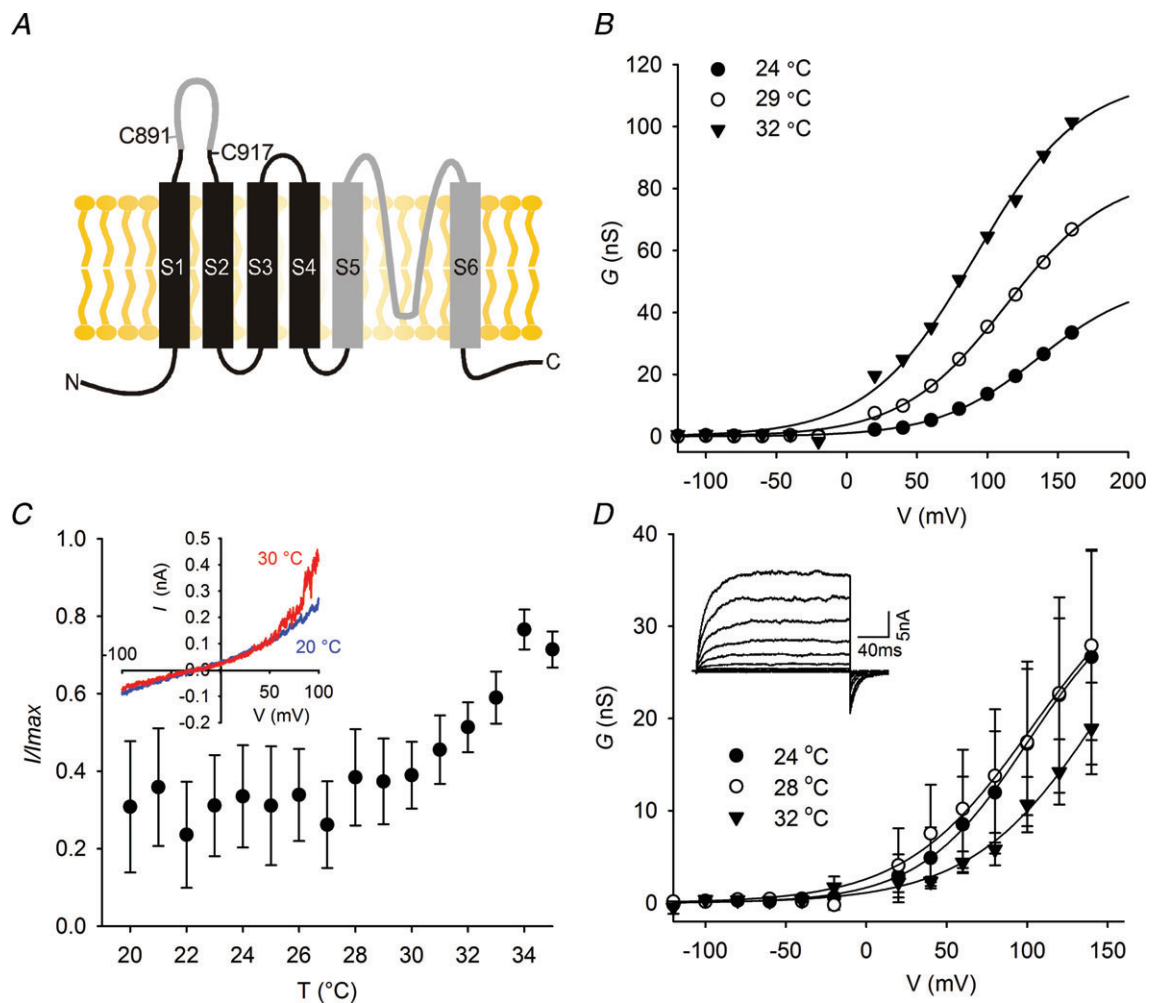 A
C891
C917
S1 S2 S3 S4 S5 S6
N
C
B
24 °C
29 °C
32 °C
120
100
80
60
40
20
0
G (nS)
-100 -50 0 50 100 150 200
V (mV)
C
1.0
0.8
0.6
0.4
0.2
0.0
I/Imax
20 22 24 26 28 30 32 34
T (°C)
I (nA)
0.5
0.4
0.3
0.2
0.1
0.0
-0.1
-0.2
30 °C
20 °C
-100
50 100
V (mV)
D
40
30
20
10
0
G (nS)
5nA
40ms
24 °C
28 °C
32 °C
-100 -50 0 50 100 150
V (mV)